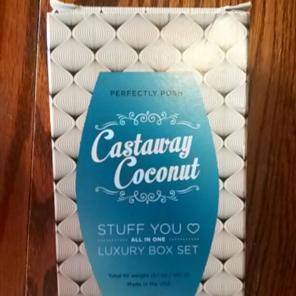 PERFECTLY POSH
Castaway
Coconut
STUFF YOU ♡
ALL IN ONE
LUXURY BOX SET
Made in the USA